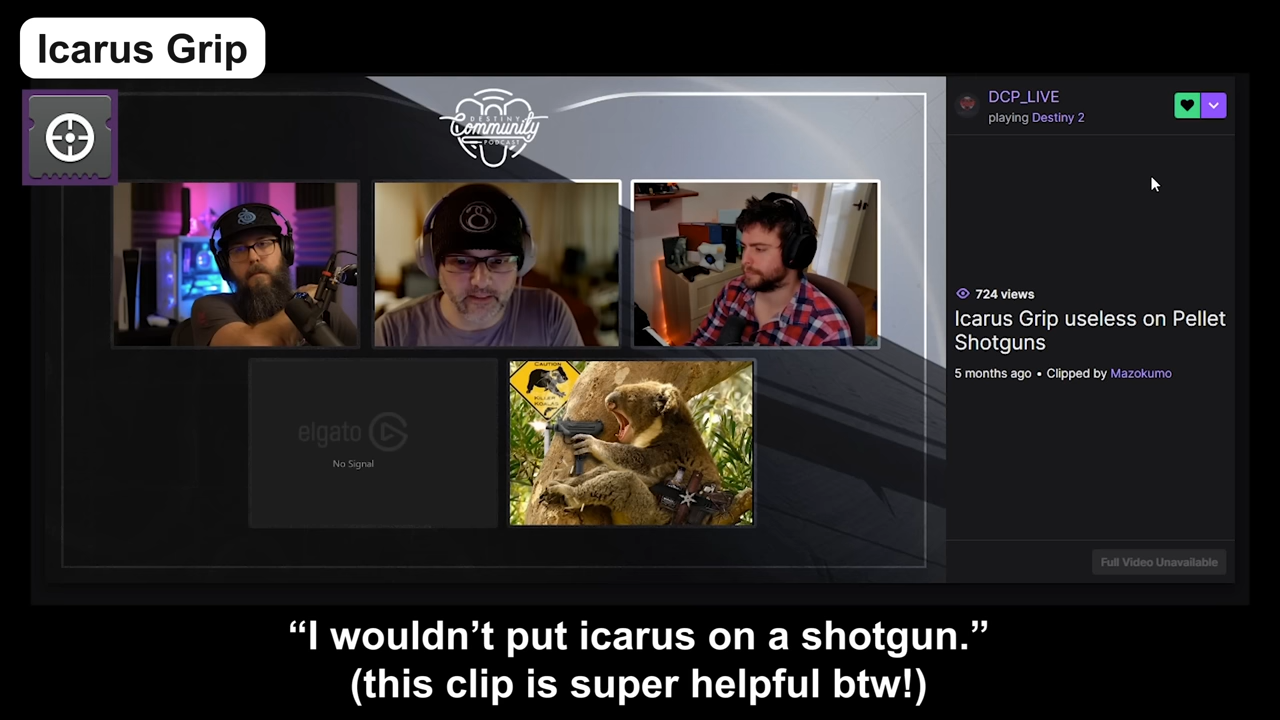 Icarus Grip
DESTINY
Community
PODCAST
DCP_LIVE
playing Destiny 2
724 views
Icarus Grip useless on Pellet
Shotguns
5 months ago • Clipped by Mazokumo
CAUTION
KILLER
KOALAS
elgato
No Signal
Full Video Unavailable
“I wouldn’t put icarus on a shotgun.”
(this clip is super helpful btw!)